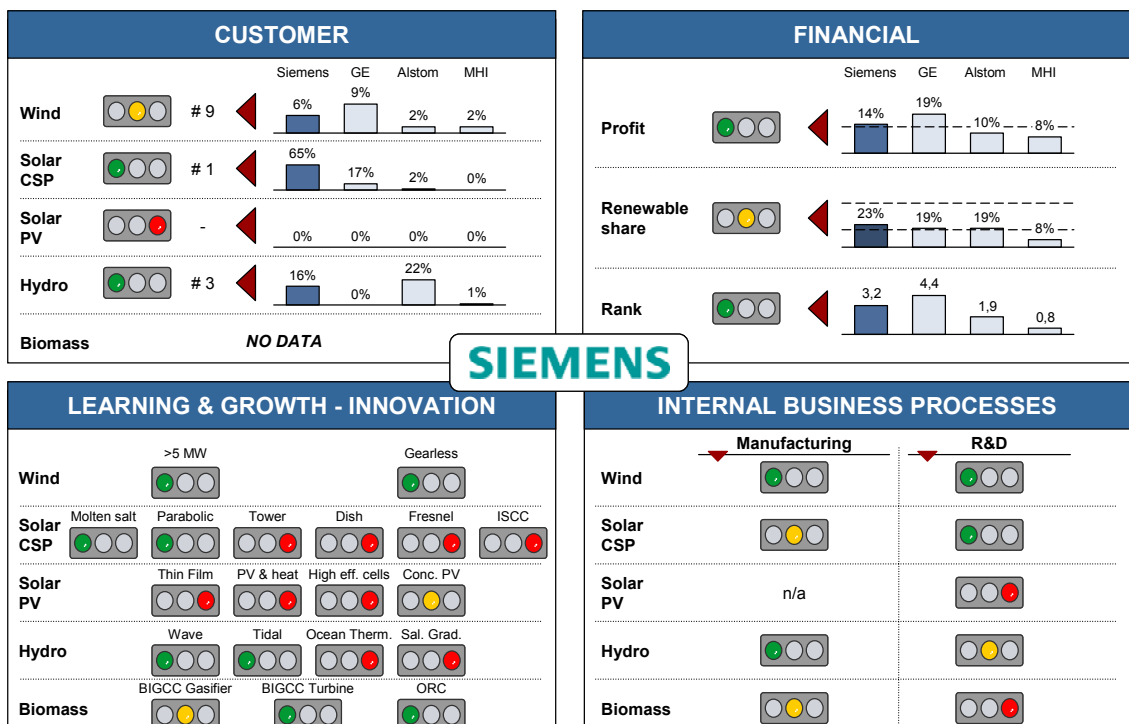 CUSTOMER
Siemens GE Alstom MHI
Wind # 9 6% 9% 2% 2%
Solar CSP # 1 65% 17% 2% 0%
Solar PV - 0% 0% 0% 0%
Hydro # 3 16% 0% 22% 1%
Biomass NO DATA
FINANCIAL
Siemens GE Alstom MHI
Profit 14% 19% 10% 8%
Renewable share 23% 19% 19% 8%
Rank 3,2 4,4 1,9 0,8
SIEMENS
LEARNING & GROWTH - INNOVATION
>5 MW Gearless
Wind
Molten salt Parabolic Tower Dish Fresnel ISCC
Solar CSP
Thin Film PV & heat High eff. cells Conc. PV
Solar PV
Wave Tidal Ocean Therm. Sal. Grad.
Hydro
BIGCC Gasifier BIGCC Turbine ORC
Biomass
INTERNAL BUSINESS PROCESSES
Manufacturing R&D
Wind
Solar CSP
Solar PV n/a
Hydro
Biomass